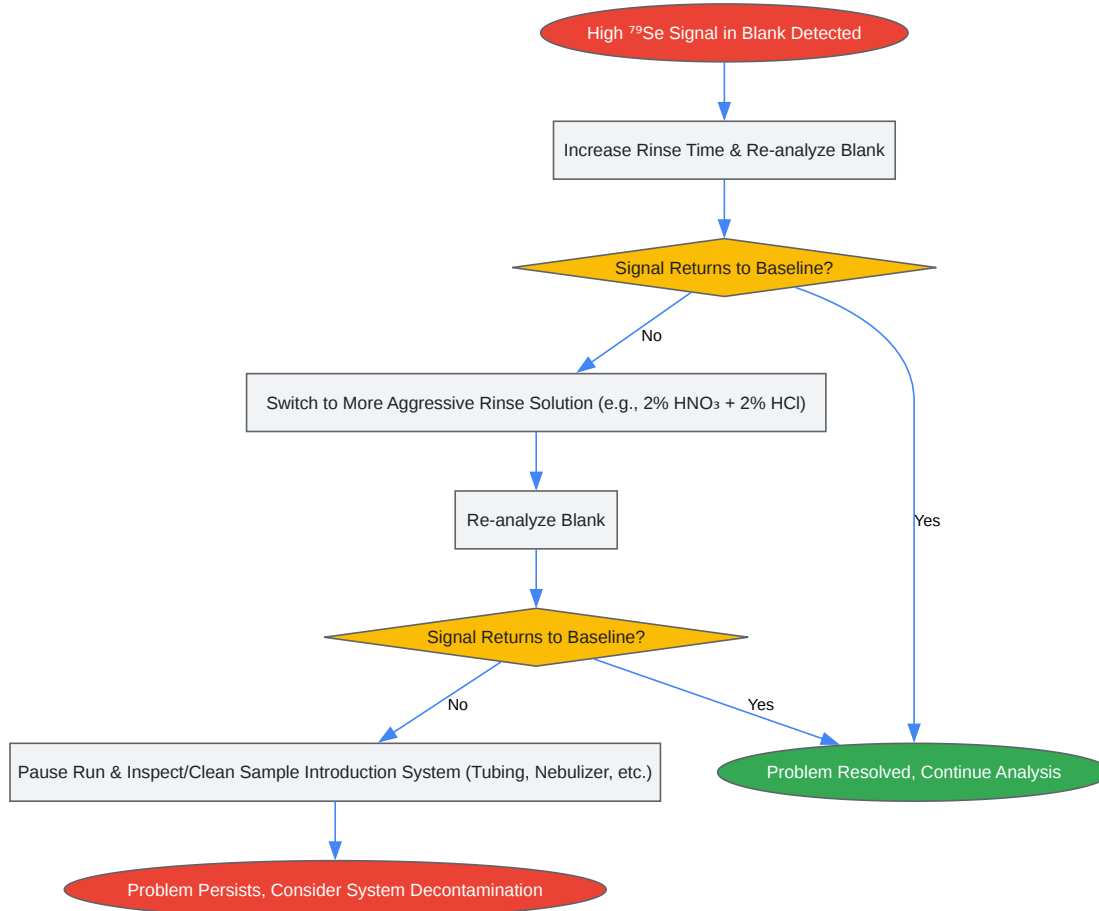 High ⁷⁹Se Signal in Blank Detected
Increase Rinse Time & Re-analyze Blank
Signal Returns to Baseline?
No
Switch to More Aggressive Rinse Solution (e.g., 2% HNO₃ + 2% HCl)
Re-analyze Blank
Yes
Signal Returns to Baseline?
No
Yes
Pause Run & Inspect/Clean Sample Introduction System (Tubing, Nebulizer, etc.)
Problem Resolved, Continue Analysis
Problem Persists, Consider System Decontamination